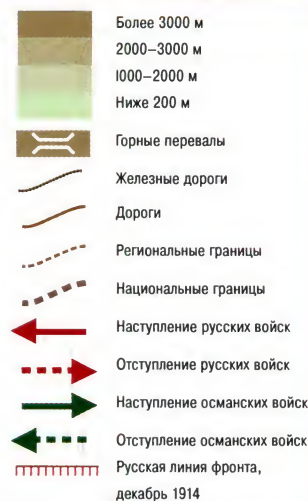 Более 3000 м
2000–3000 м
1000–2000 м
Ниже 200 м
Горные перевалы
Железные дороги
Дороги
Региональные границы
Национальные границы
Наступление русских войск
Отступление русских войск
Наступление османских войск
Отступление османских войск
Русская линия фронта,
декабрь 1914